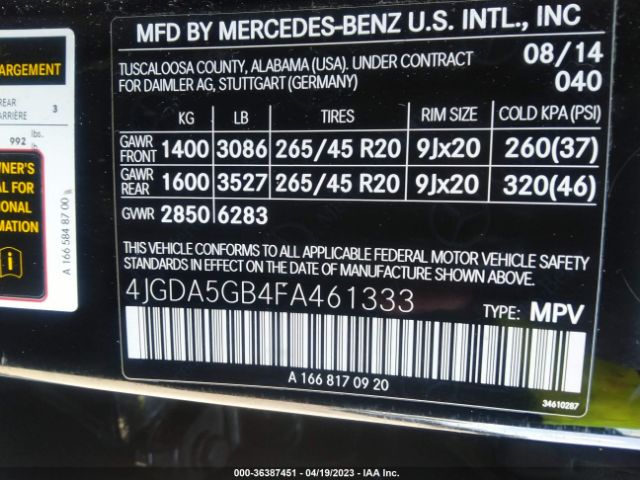 ARGEMENT
REAR
ARRIÈRE 3
992 lbs.
lb.
WNER'S
AL FOR
ONAL
MATION
A 166 584 87 00
MFD BY MERCEDES-BENZ U.S. INTL., INC
TUSCALOOSA COUNTY, ALABAMA (USA). UNDER CONTRACT 08/14
FOR DAIMLER AG, STUTTGART (GERMANY) 040
KG LB TIRES RIM SIZE COLD KPA (PSI)
GAWR FRONT 1400 3086 265/45 R20 9Jx20 260(37)
GAWR REAR 1600 3527 265/45 R20 9Jx20 320(46)
GVWR 2850 6283
THIS VEHICLE CONFORMS TO ALL APPLICABLE FEDERAL MOTOR VEHICLE SAFETY
STANDARDS IN EFFECT ON THE DATE OF MANUFACTURE SHOWN ABOVE.
4JGDA5GB4FA461333
TYPE: MPV
A 166 817 09 20
34610287
000-36387451 - 04/19/2023 - IAA Inc.